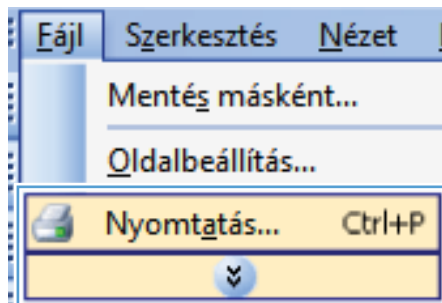 Fájl Szerkesztés Nézet
Mentés másként...
Oldalbeállítás...
Nyomtatás... Ctrl+P